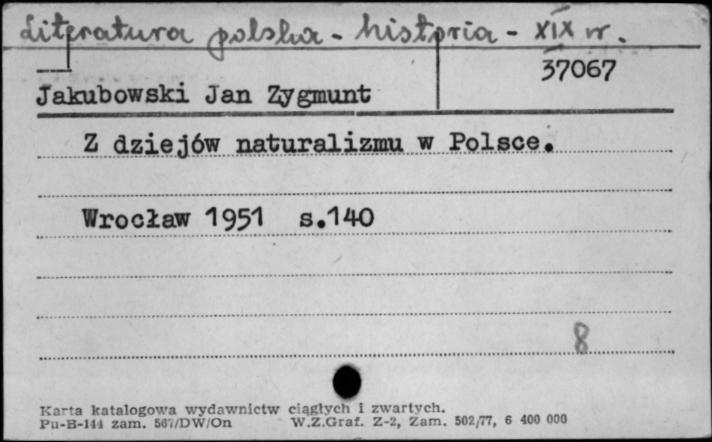 Literatura polska - historia - XIX w.
37067
Jakubowski Jan Zygmunt
Z dziejów naturalizmu w Polsce.
Wrocław 1951 s.140
8
Karta katalogowa wydawnictw ciągłych i zwartych.
Pu-B-144 zam. 567/DW/On W.Z.Graf. Z-2, Zam. 502/77, 6 400 000